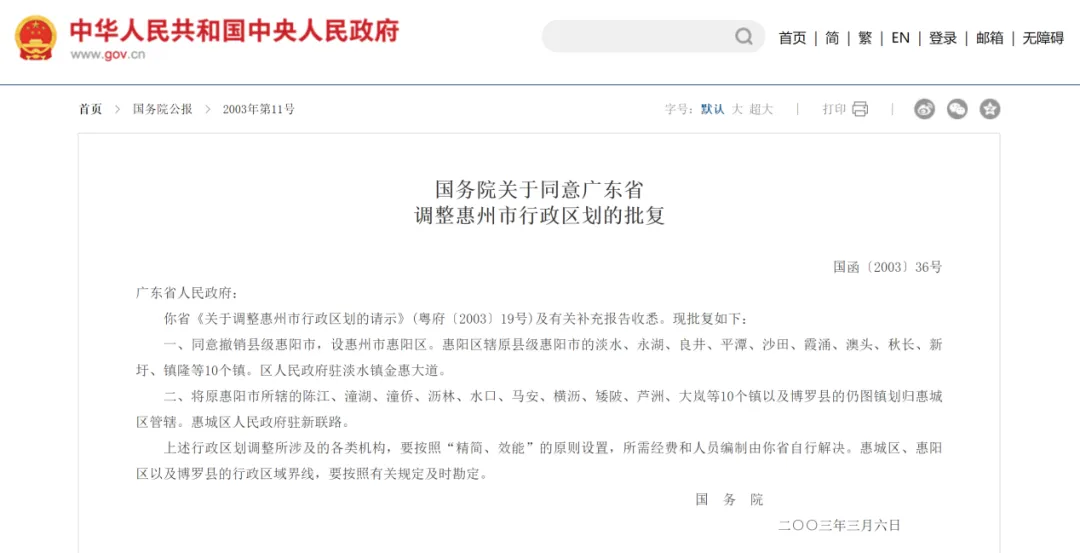 中华人民共和国中央人民政府
www.gov.cn
首页 | 简 | 繁 | EN | 登录 | 邮箱 | 无障碍
首页 > 国务院公报 > 2003年第11号
字号：默认 大 超大 | 打印 |
国务院关于同意广东省
调整惠州市行政区划的批复
国函〔2003〕36号
广东省人民政府：
你省《关于调整惠州市行政区划的请示》(粤府〔2003〕19号)及有关补充报告收悉。现批复如下：
一、同意撤销县级惠阳市，设惠州市惠阳区。惠阳区辖原县级惠阳市的淡水、永湖、良井、平潭、沙田、霞涌、澳头、秋长、新
圩、镇隆等10个镇。区人民政府驻淡水镇金惠大道。
二、将原惠阳市所辖的陈江、潼湖、潼侨、沥林、水口、马安、横沥、矮陂、芦洲、大岚等10个镇以及博罗县的仍图镇划归惠城
区管辖。惠城区人民政府驻新联路。
上述行政区划调整所涉及的各类机构，要按照“精简、效能”的原则设置，所需经费和人员编制由你省自行解决。惠城区、惠阳
区以及博罗县的行政区域界线，要按照有关规定及时勘定。
国 务 院
二〇〇三年三月六日